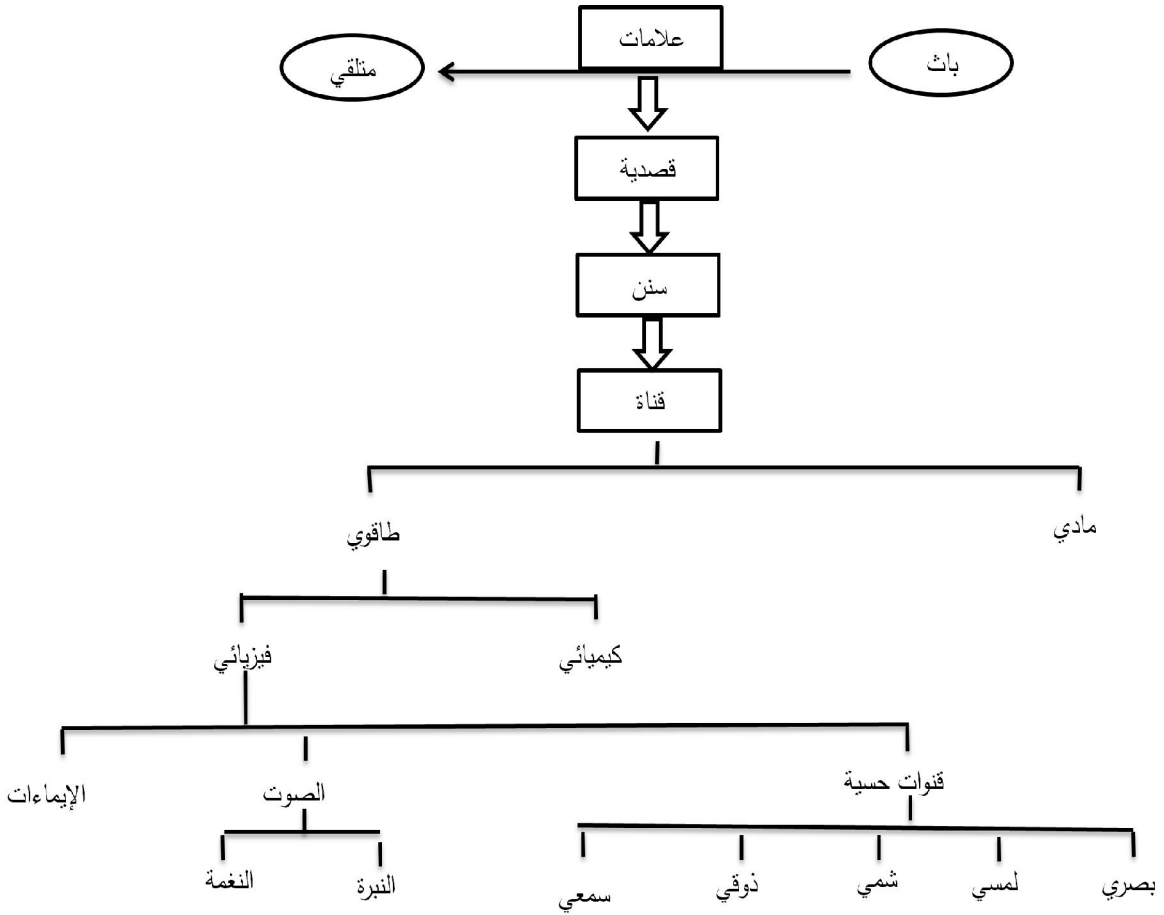 باث
علامات
متلقي
قصدية
سنن
قناة
مادي
طاقوي
كيميائي
فيزيائي
قنوات حسية
الصوت
الإيماءات
بصري
لمسي
شمي
ذوقي
سمعي
النبرة
النغمة